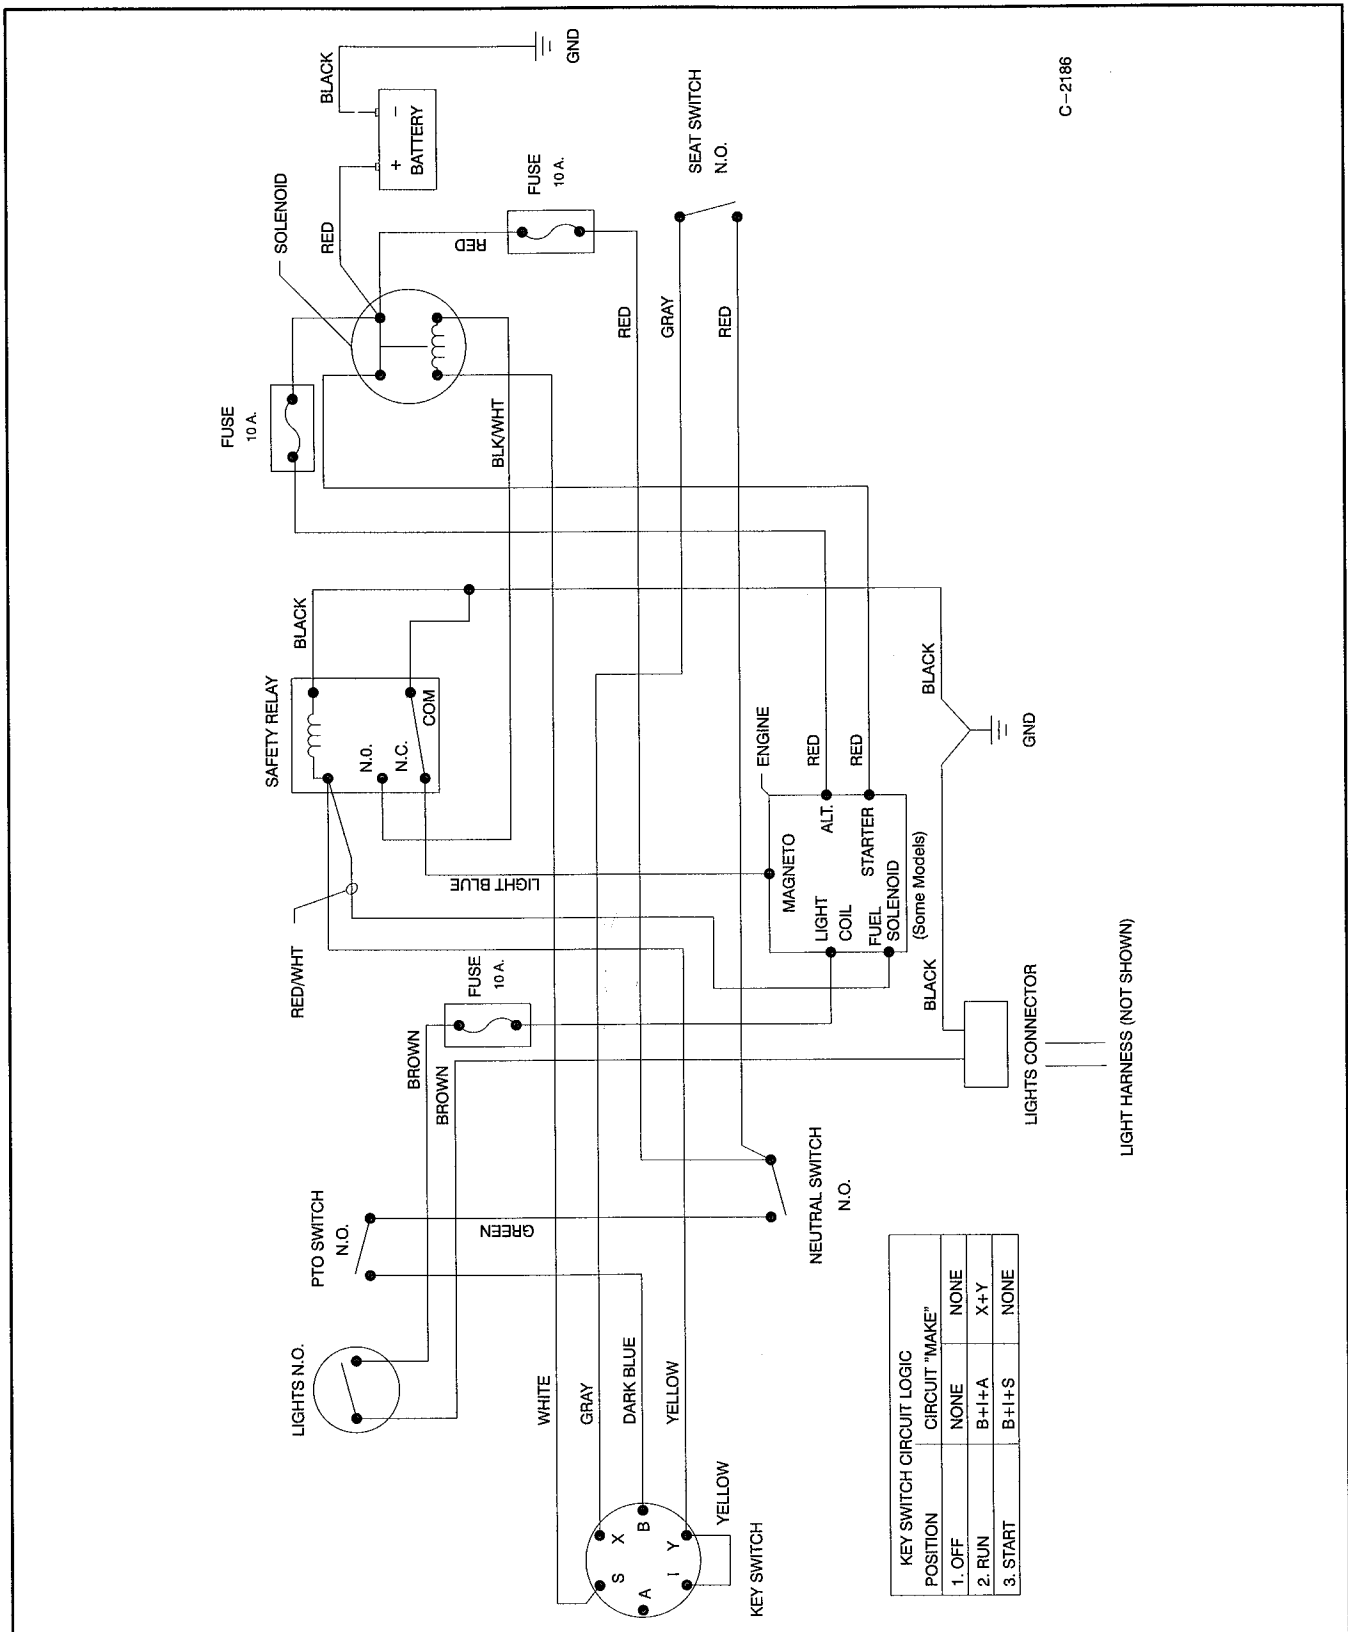 BLACK
GND
− 
+
BATTERY
SOLENOID
RED
RED
FUSE
10 A.
SEAT SWITCH
N.O.
C-2186
FUSE
10 A.
BLK/WHT
RED
GRAY
RED
SAFETY RELAY
BLACK
N.O.
N.C.
COM
LIGHT BLUE
RED/WHT
ENGINE
MAGNETO
ALT.
RED
STARTER
RED
LIGHT
COIL
FUEL
SOLENOID
(Some Models)
BLACK
GND
BLACK
LIGHTS CONNECTOR
LIGHT HARNESS (NOT SHOWN)
FUSE
10 A.
BROWN
BROWN
PTO SWITCH
N.O.
GREEN
NEUTRAL SWITCH
N.O.
LIGHTS N.O.
WHITE
GRAY
DARK BLUE
YELLOW
S
X
A
B
I
Y
YELLOW
KEY SWITCH
KEY SWITCH CIRCUIT LOGIC
POSITION CIRCUIT "MAKE"
1. OFF NONE NONE
2. RUN B+I+A X+Y
3. START B+I+S NONE